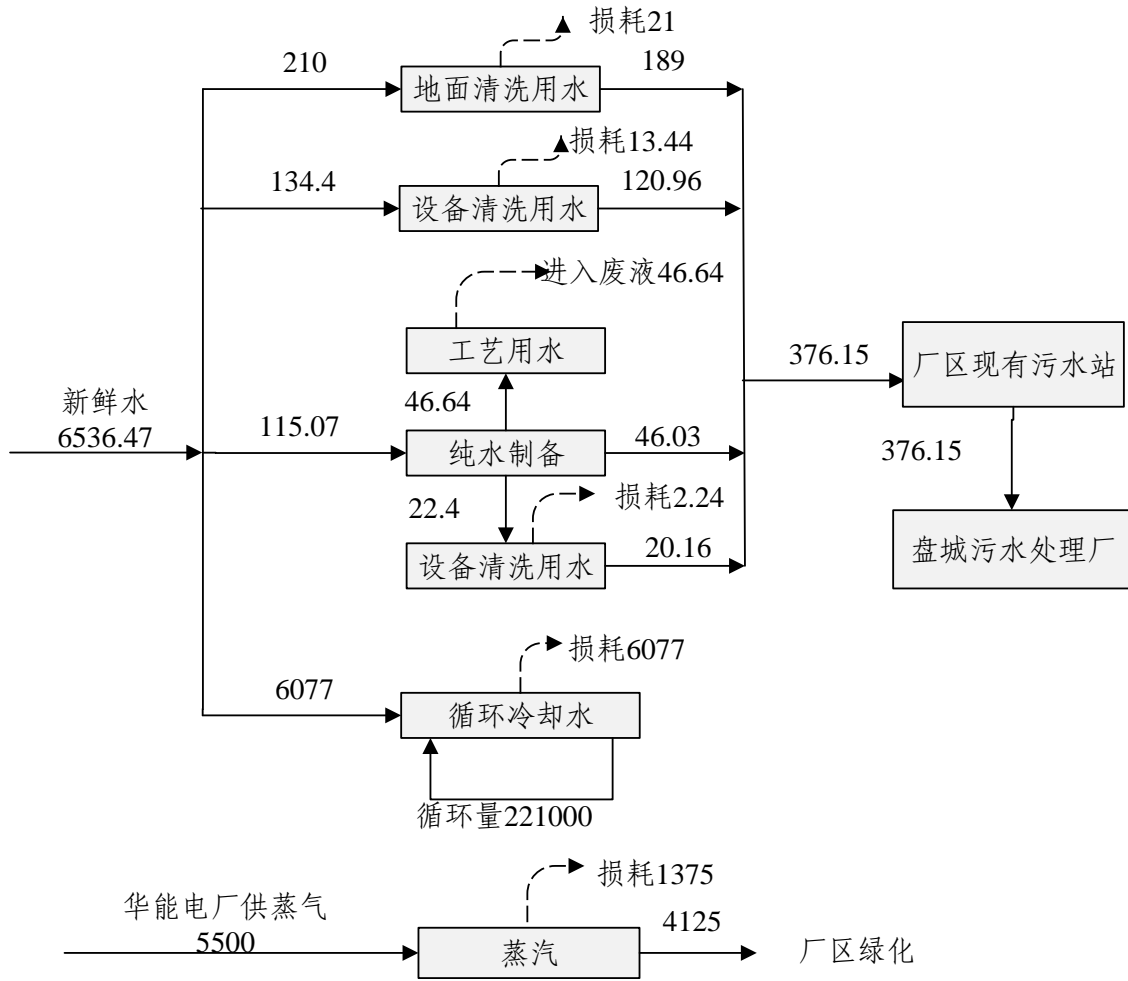 损耗21
210
地面清洗用水
189
损耗13.44
134.4
设备清洗用水
120.96
进入废液46.64
工艺用水
46.64
新鲜水
6536.47
115.07
纯水制备
46.03
376.15
厂区现有污水站
376.15
盘城污水处理厂
22.4
损耗2.24
设备清洗用水
20.16
损耗6077
6077
循环冷却水
循环量221000
损耗1375
华能电厂供蒸气
5500
蒸汽
4125
厂区绿化